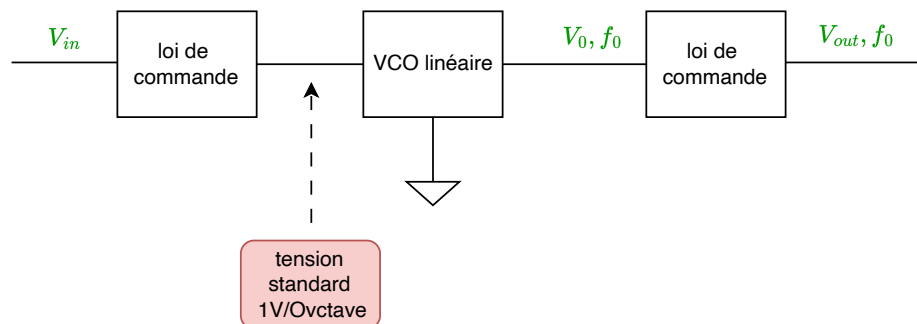 V_in
loi de
commande
VCO linéaire
V_0, f_0
loi de
commande
V_out, f_0
tension
standard
1V/Ovctave